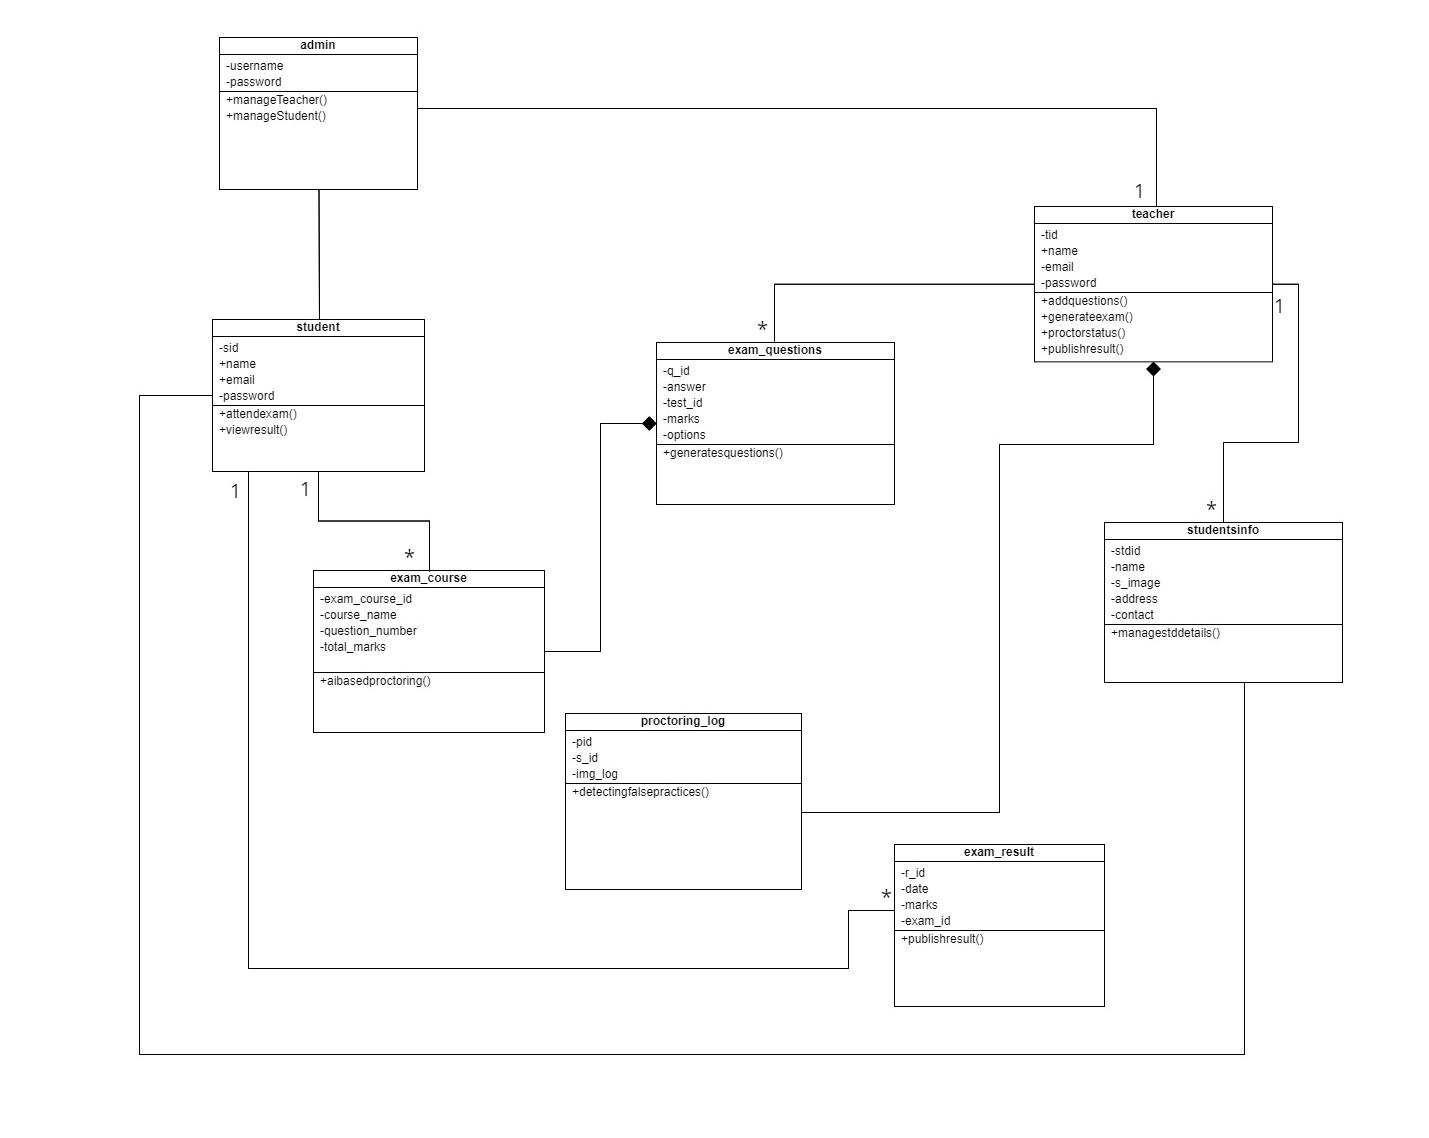 admin
-username
-password
+manageTeacher()
+manageStudent()
1
teacher
-tid
+name
-email
-password
+addquestions()
+generateexam()
+proctorstatus()
+publishresult()
1
student
-sid
+name
+email
-password
+attendexam()
+viewresult()
1
1
*
exam_questions
-q_id
-answer
-test_id
-marks
-options
+generatesquestions()
*
exam_course
-exam_course_id
-course_name
-question_number
-total_marks
+aibasedproctoring()
*
studentsinfo
-stdid
-name
-s_image
-address
-contact
+managestddetails()
proctoring_log
-pid
-s_id
-img_log
+detectingfalsepractices()
*
exam_result
-r_id
-date
-marks
-exam_id
+publishresult()